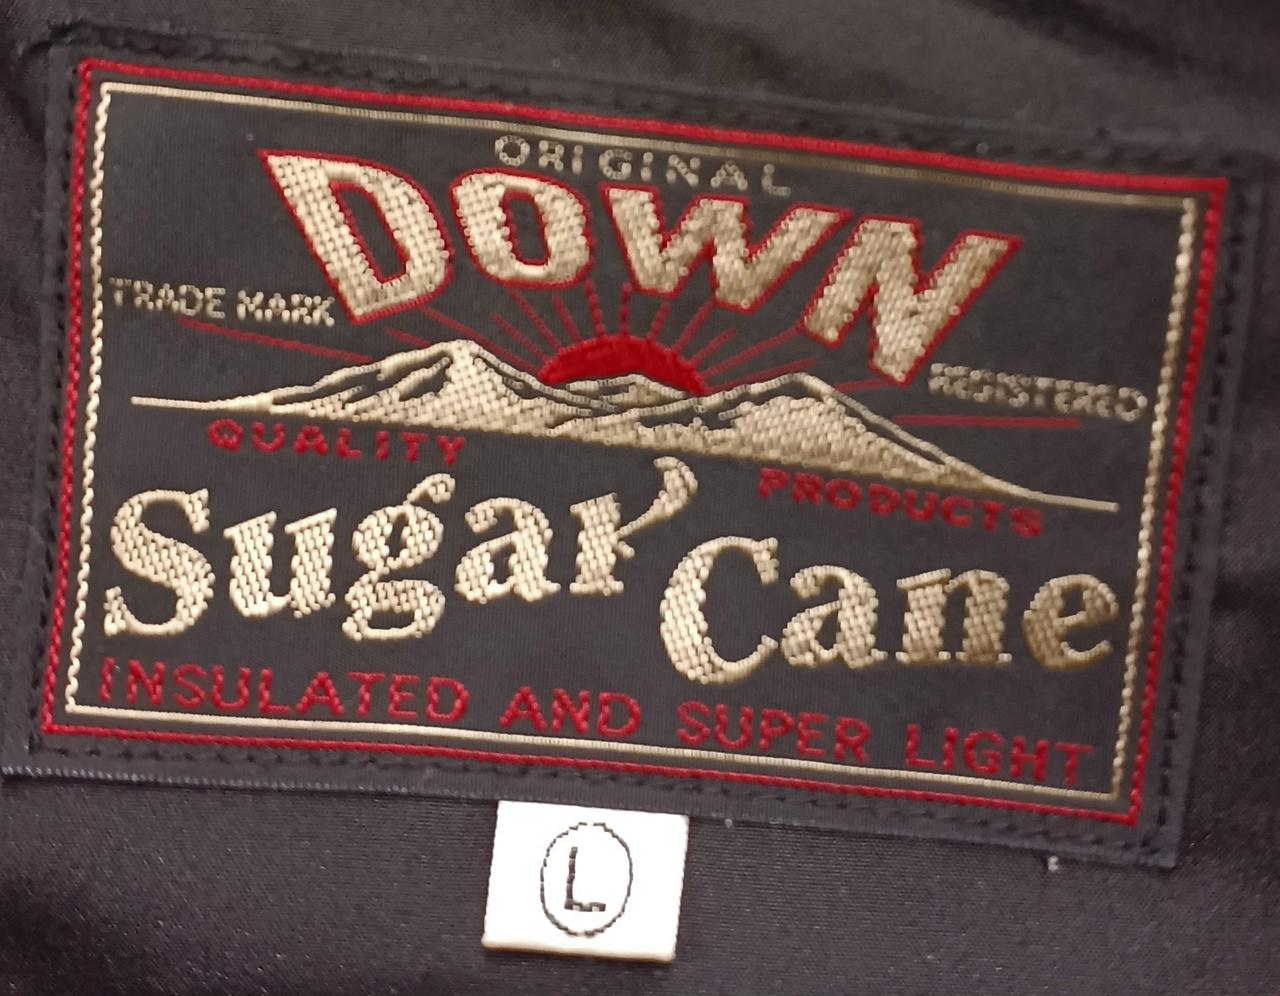 ORIGINAL
DOWN
TRADE MARK
REGISTERED
QUALITY
PRODUCTS
Sugar Cane
INSULATED AND SUPER LIGHT
L